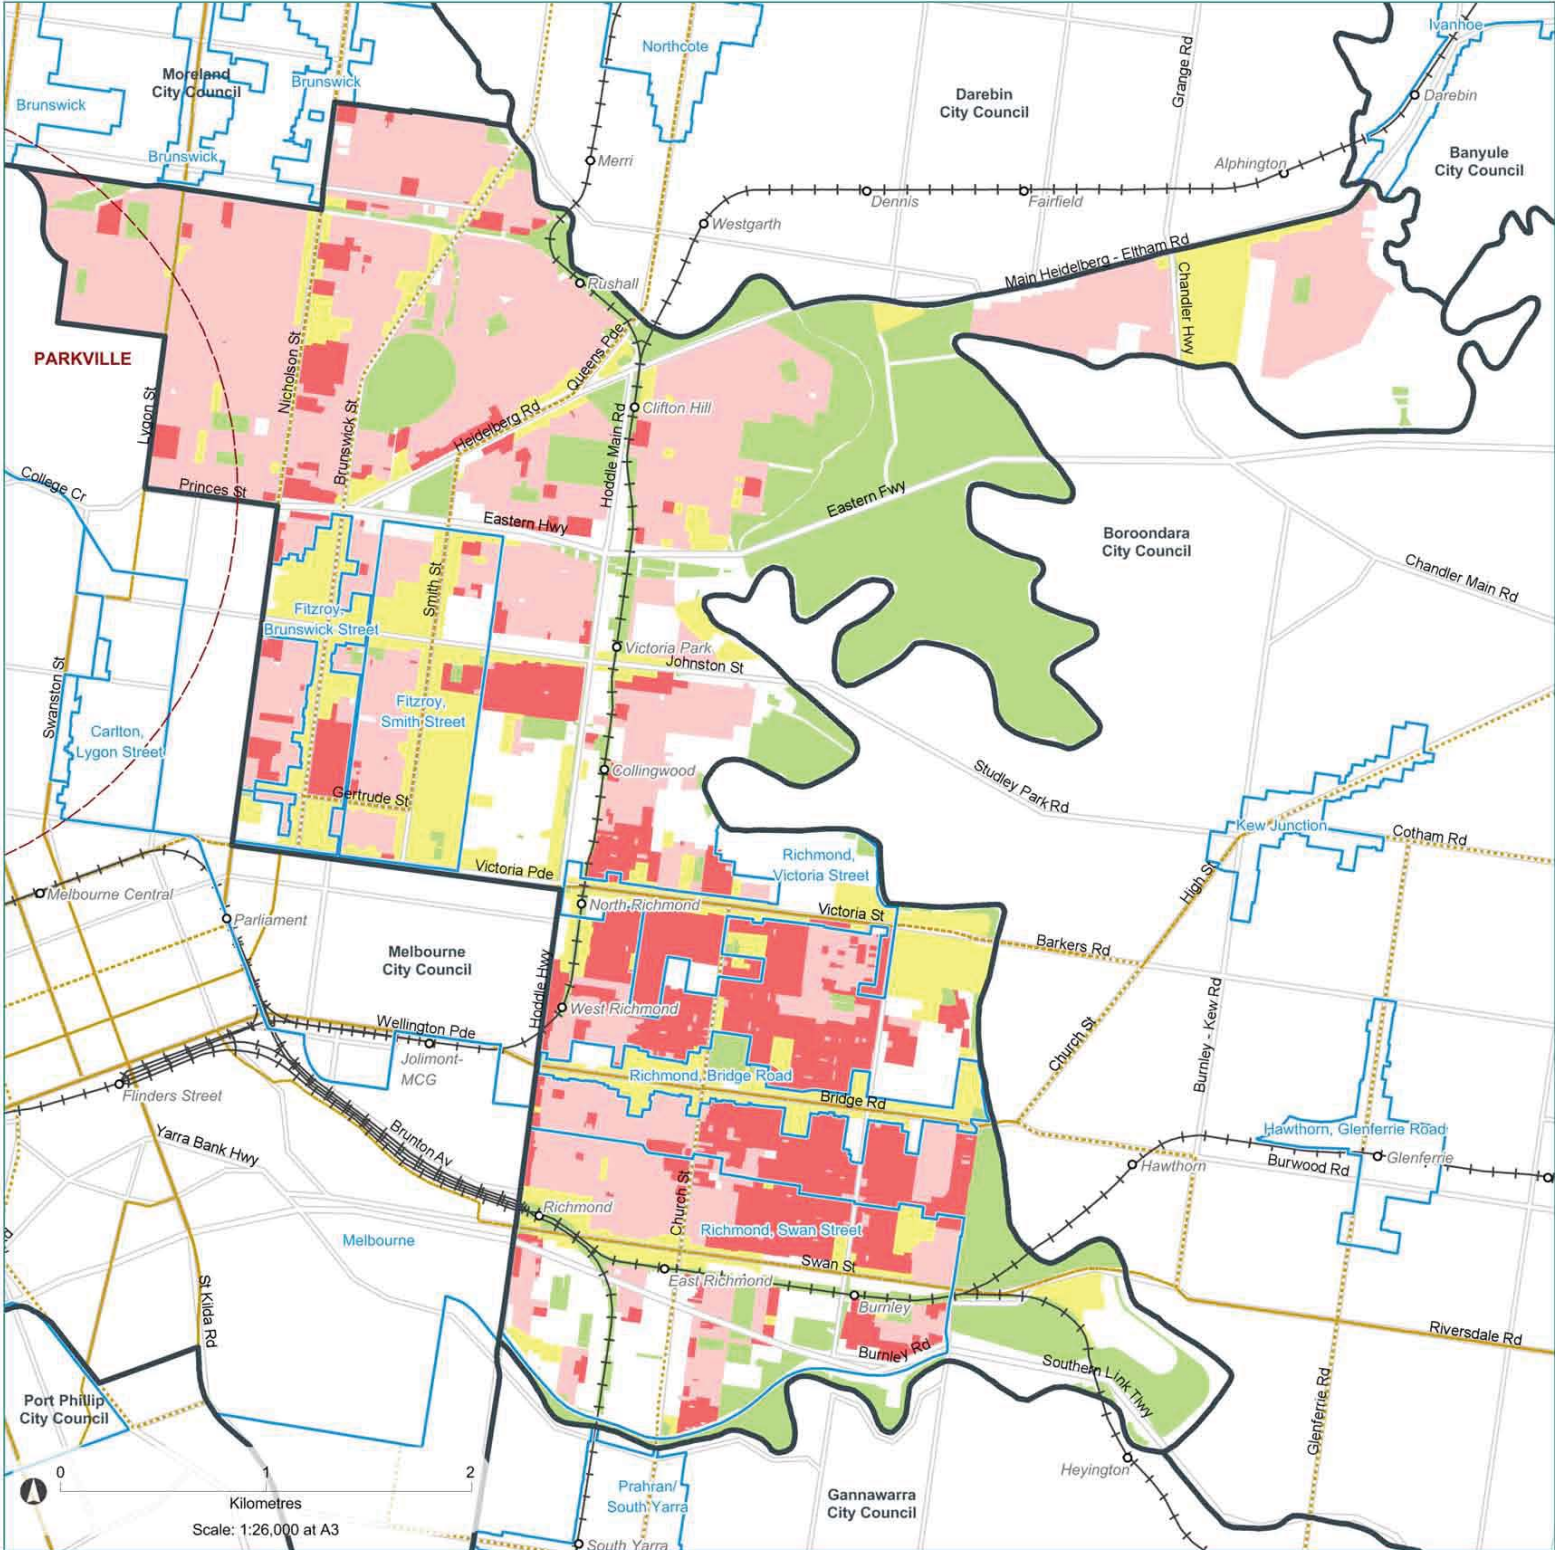 Ivanhoe
Northcote
Moreland
City Council
Brunswick
Brunswick
Brunswick
Grange Rd
Darebin
City Council
Darebin
Banyule
City Council
Merri
Alphington
Dennis
Fairfield
Westgarth
Main Heidelberg - Eltham Rd
Rushall
Chandler Hwy
PARKVILLE
Nicholson St
Queens Pde
Lygon St
Brunswick St
Heidelberg Rd
Clifton Hill
Hoddle Main Rd
College Cr
Princes St
Eastern Hwy
Eastern Fwy
Boroondara
City Council
Chandler Main Rd
Smith St
Fitzroy,
Brunswick Street
Victoria Park
Johnston St
Swanston St
Fitzroy,
Smith Street
Carlton,
Lygon Street
Collingwood
Studley Park Rd
Gertrude St
Kew Junction
Cotham Rd
Victoria Pde
Richmond,
Victoria Street
High St
Melbourne Central
North Richmond
Victoria St
Parliament
Barkers Rd
Melbourne
City Council
Hoddle Hwy
West Richmond
Burnley - Kew Rd
Wellington Pde
Jolimont-
MCG
Church St
Richmond, Bridge Road
Flinders Street
Bridge Rd
Brunton Av
Yarra Bank Hwy
Hawthorn, Glenferrie Road
Glenferrie
Hawthorn
Burwood Rd
Church St
Richmond
Richmond, Swan Street
Melbourne
Swan St
East Richmond
Burnley
St Kilda Rd
Riversdale Rd
Burnley Rd
Southern Link Tlwy
Port Phillip
City Council
Glenferrie Rd
Heyington
0 1 2
Kilometres
Scale: 1:26,000 at A3
Prahran/
South Yarra
Gannawarra
City Council
South Yarra